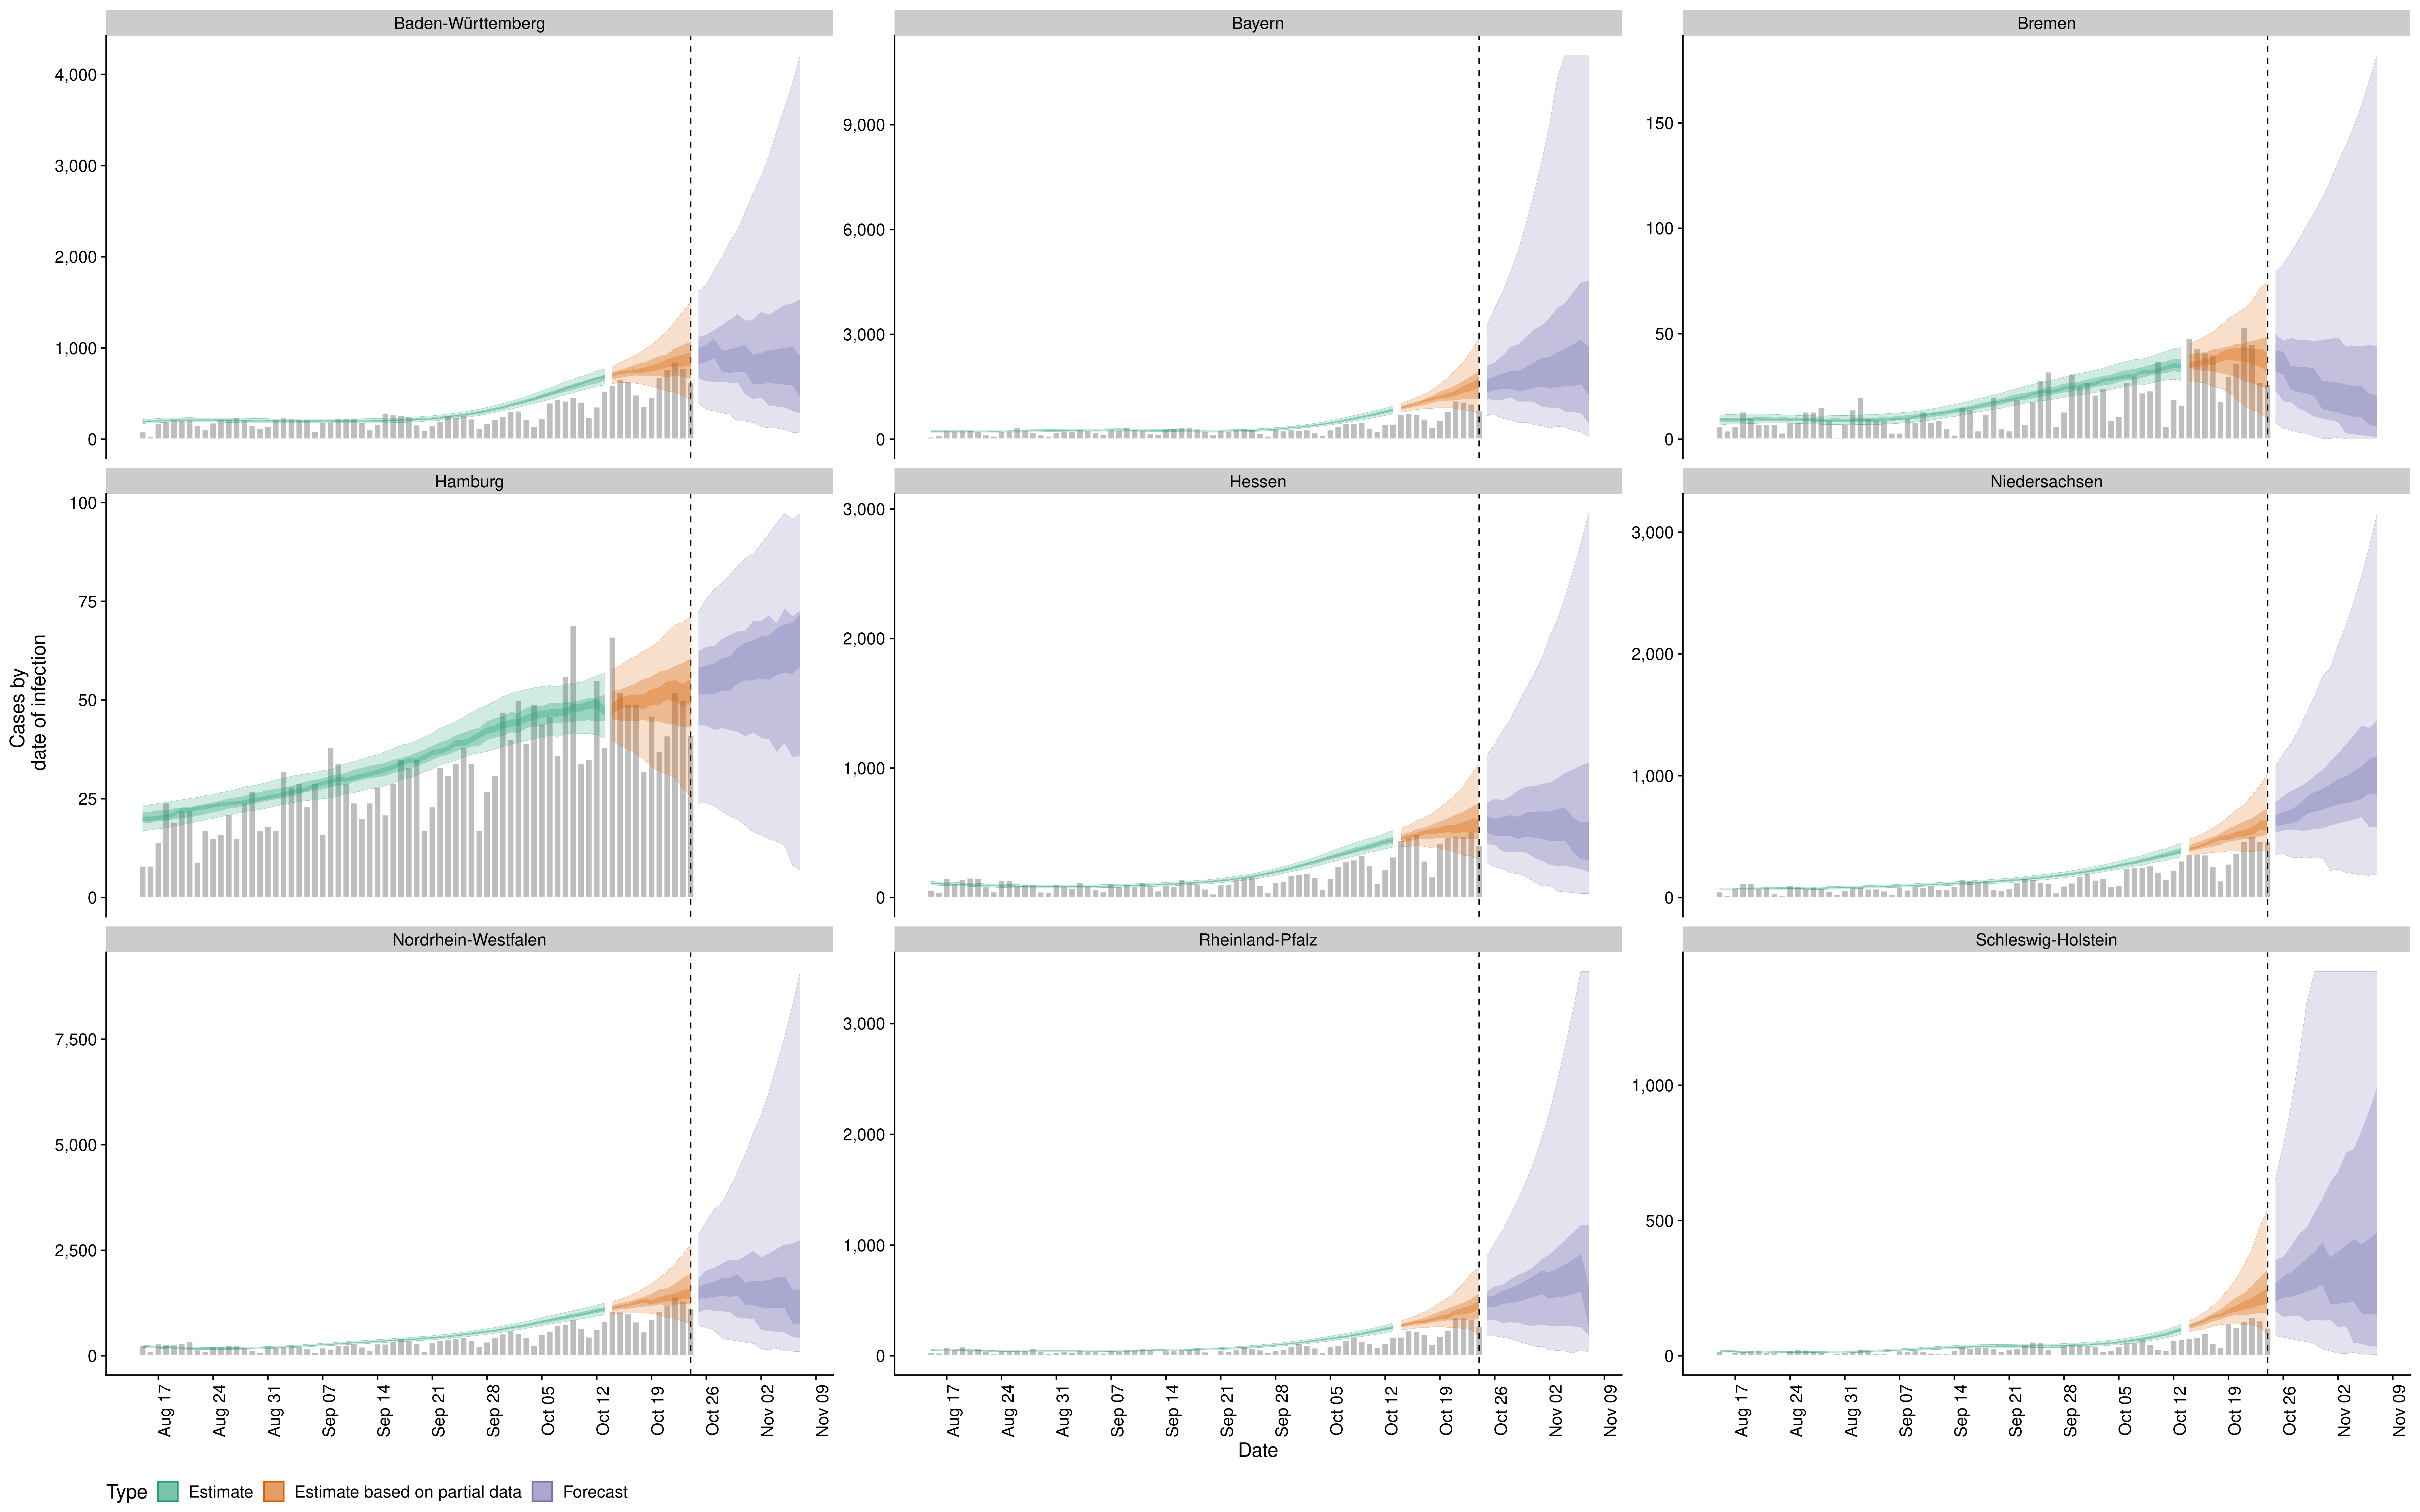 Baden-Württemberg
Bayern
Bremen
4,000
3,000
2,000
1,000
0
9,000
6,000
3,000
0
150
100
50
0
Hamburg
Hessen
Niedersachsen
100
75
50
25
0
3,000
2,000
1,000
0
3,000
2,000
1,000
0
Cases by
date of infection
Nordrhein-Westfalen
Rheinland-Pfalz
Schleswig-Holstein
7,500
5,000
2,500
0
3,000
2,000
1,000
0
1,000
500
0
Aug 17
Aug 24
Aug 31
Sep 07
Sep 14
Sep 21
Sep 28
Oct 05
Oct 12
Oct 19
Oct 26
Nov 02
Nov 09
Aug 17
Aug 24
Aug 31
Sep 07
Sep 14
Sep 21
Sep 28
Oct 05
Oct 12
Oct 19
Oct 26
Nov 02
Nov 09
Aug 17
Aug 24
Aug 31
Sep 07
Sep 14
Sep 21
Sep 28
Oct 05
Oct 12
Oct 19
Oct 26
Nov 02
Nov 09
Date
Type Estimate Estimate based on partial data Forecast